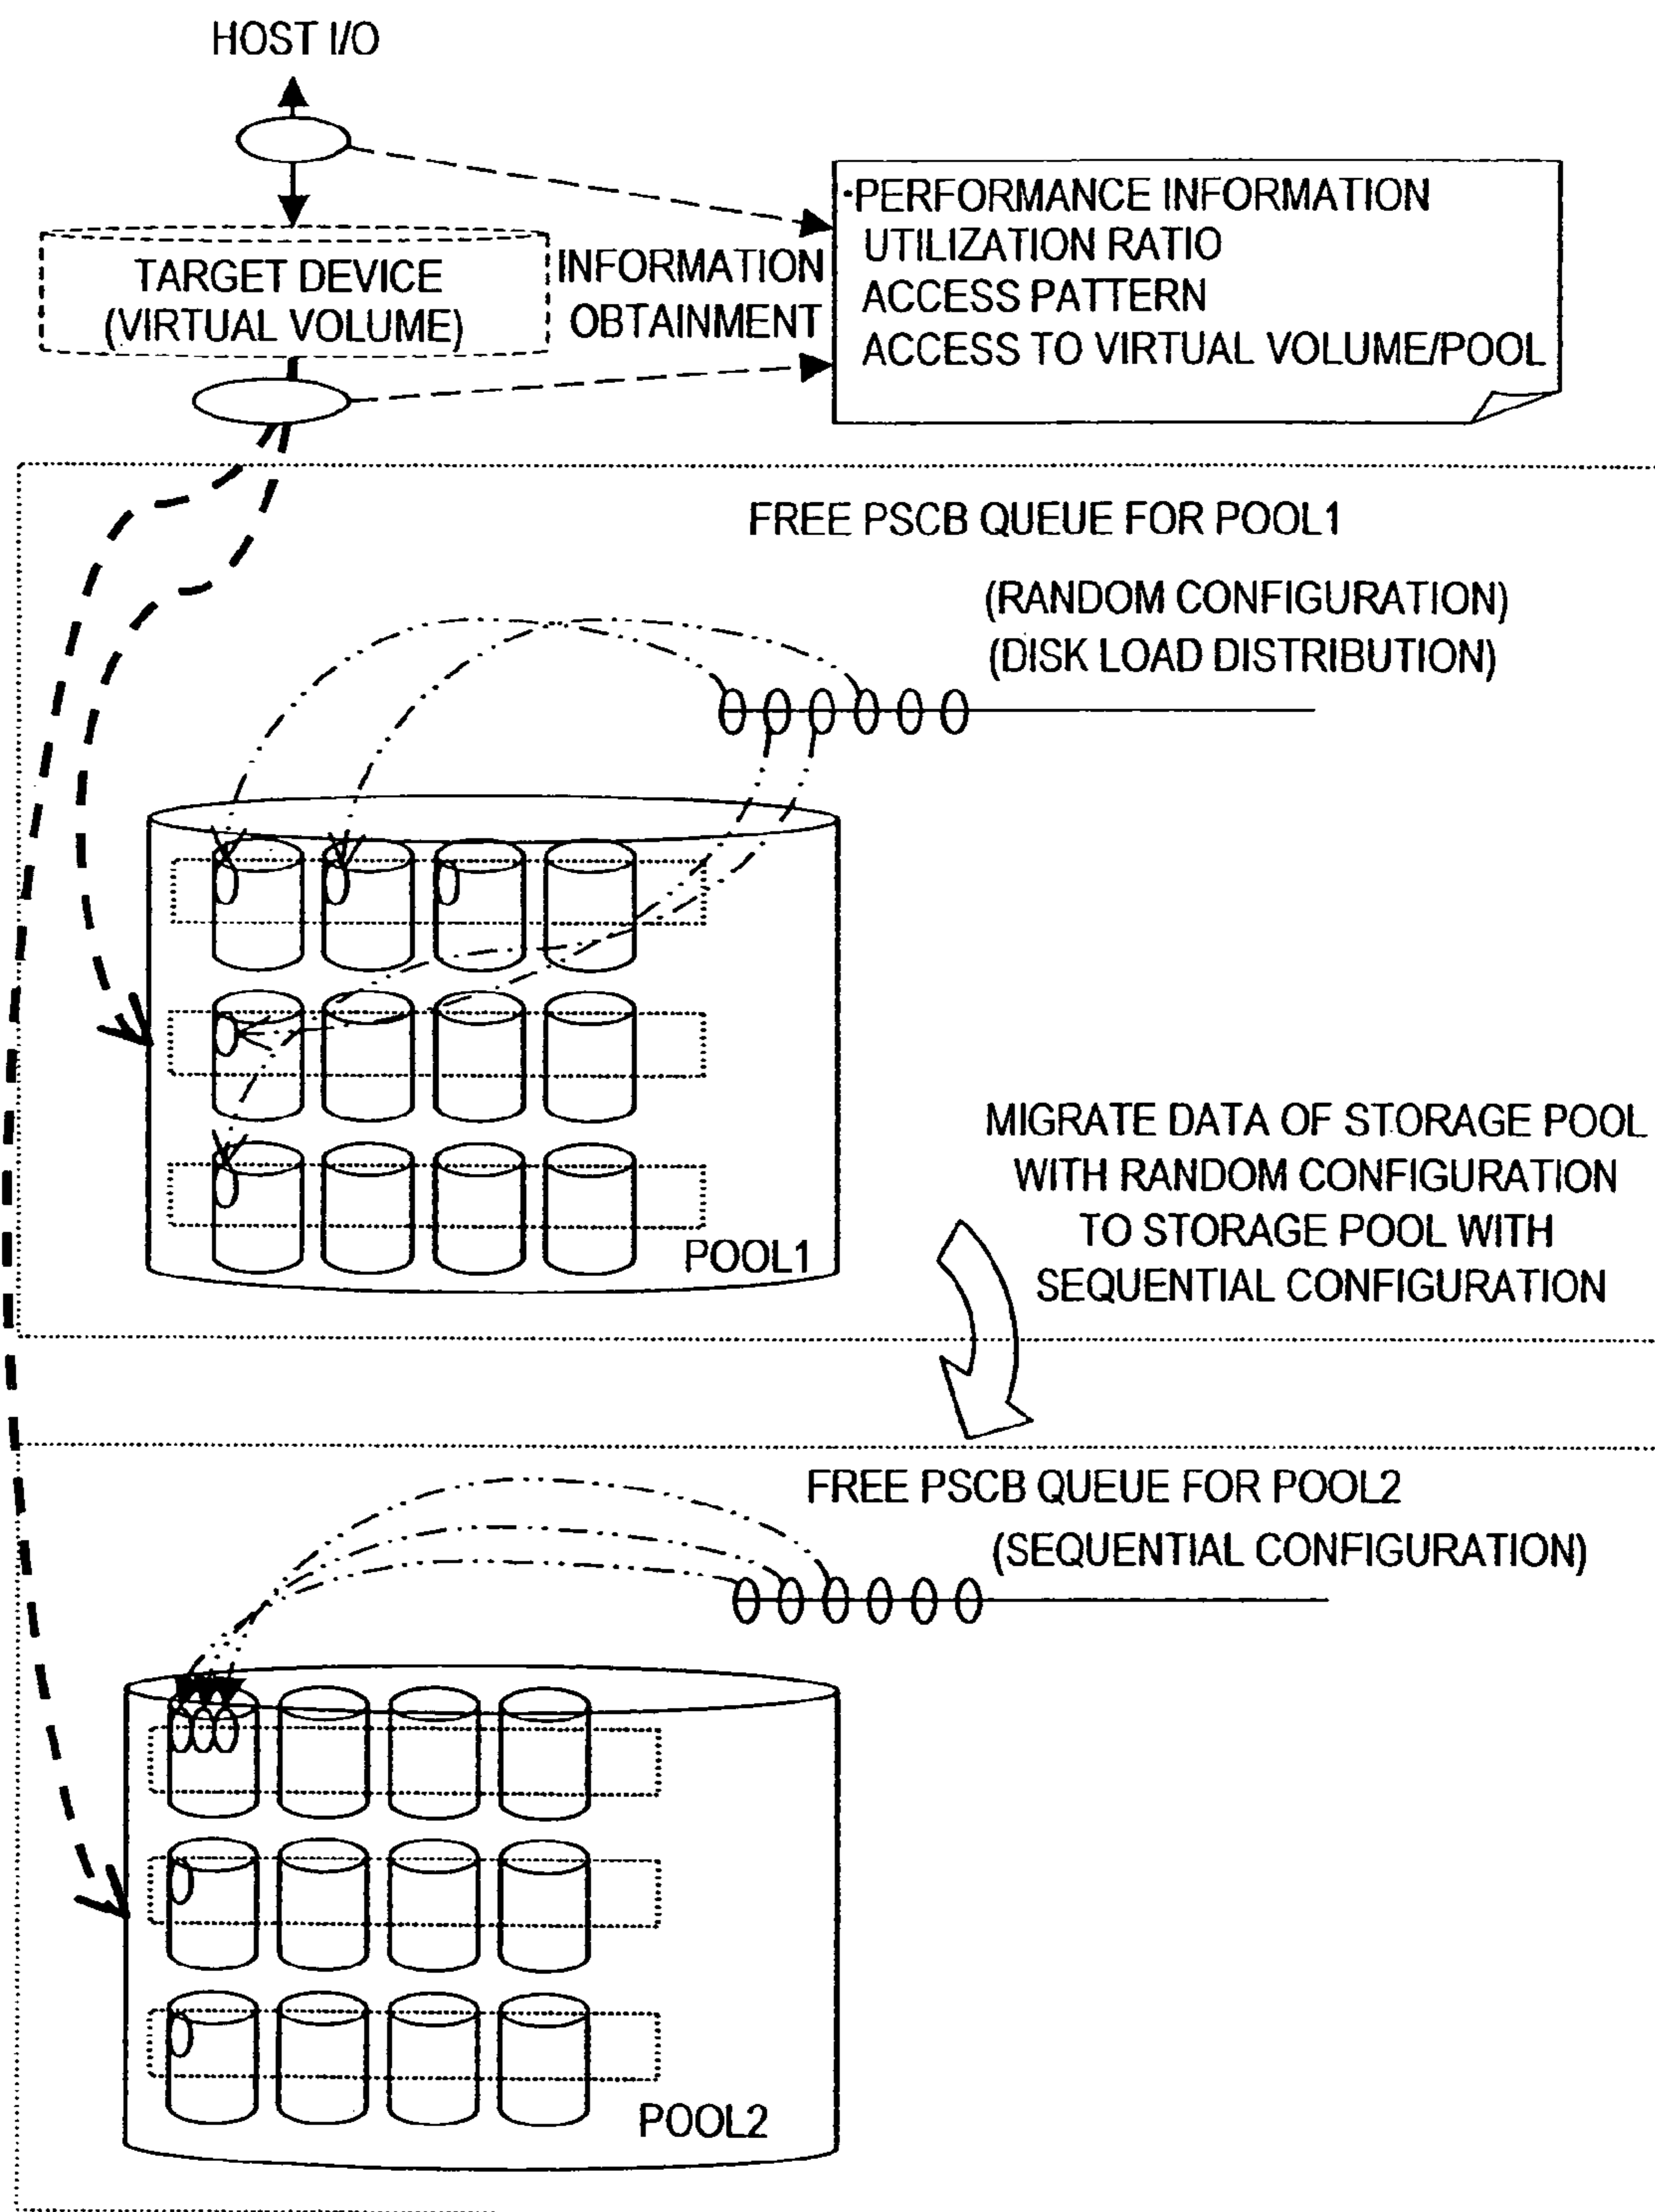 HOST I/O
TARGET DEVICE
(VIRTUAL VOLUME)
INFORMATION
OBTAINMENT
·PERFORMANCE INFORMATION
UTILIZATION RATIO
ACCESS PATTERN
ACCESS TO VIRTUAL VOLUME/POOL
FREE PSCB QUEUE FOR POOL1
(RANDOM CONFIGURATION)
(DISK LOAD DISTRIBUTION)
POOL1
MIGRATE DATA OF STORAGE POOL
WITH RANDOM CONFIGURATION
TO STORAGE POOL WITH
SEQUENTIAL CONFIGURATION
FREE PSCB QUEUE FOR POOL2
(SEQUENTIAL CONFIGURATION)
POOL2